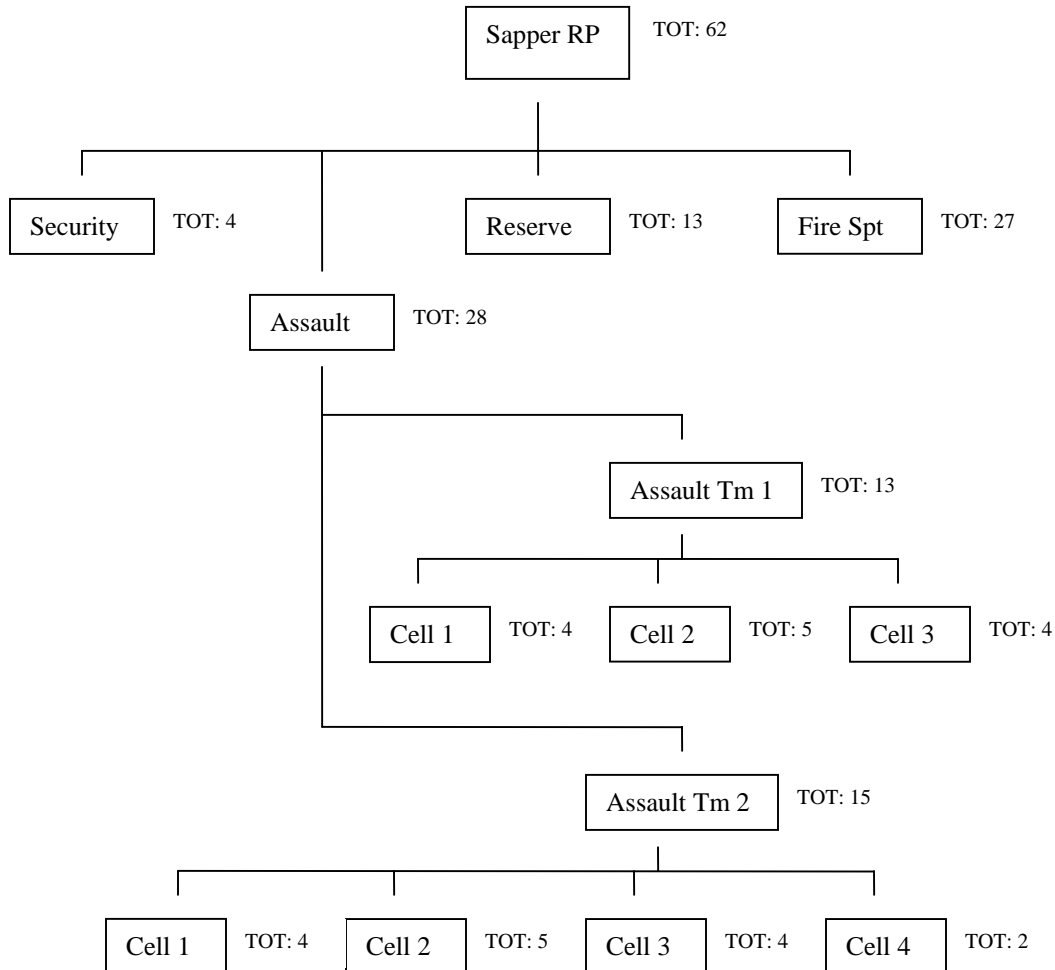 Sapper RP TOT: 62
Security TOT: 4 Reserve TOT: 13 Fire Spt TOT: 27
Assault TOT: 28
Assault Tm 1 TOT: 13
Cell 1 TOT: 4 Cell 2 TOT: 5 Cell 3 TOT: 4
Assault Tm 2 TOT: 15
Cell 1 TOT: 4 Cell 2 TOT: 5 Cell 3 TOT: 4 Cell 4 TOT: 2